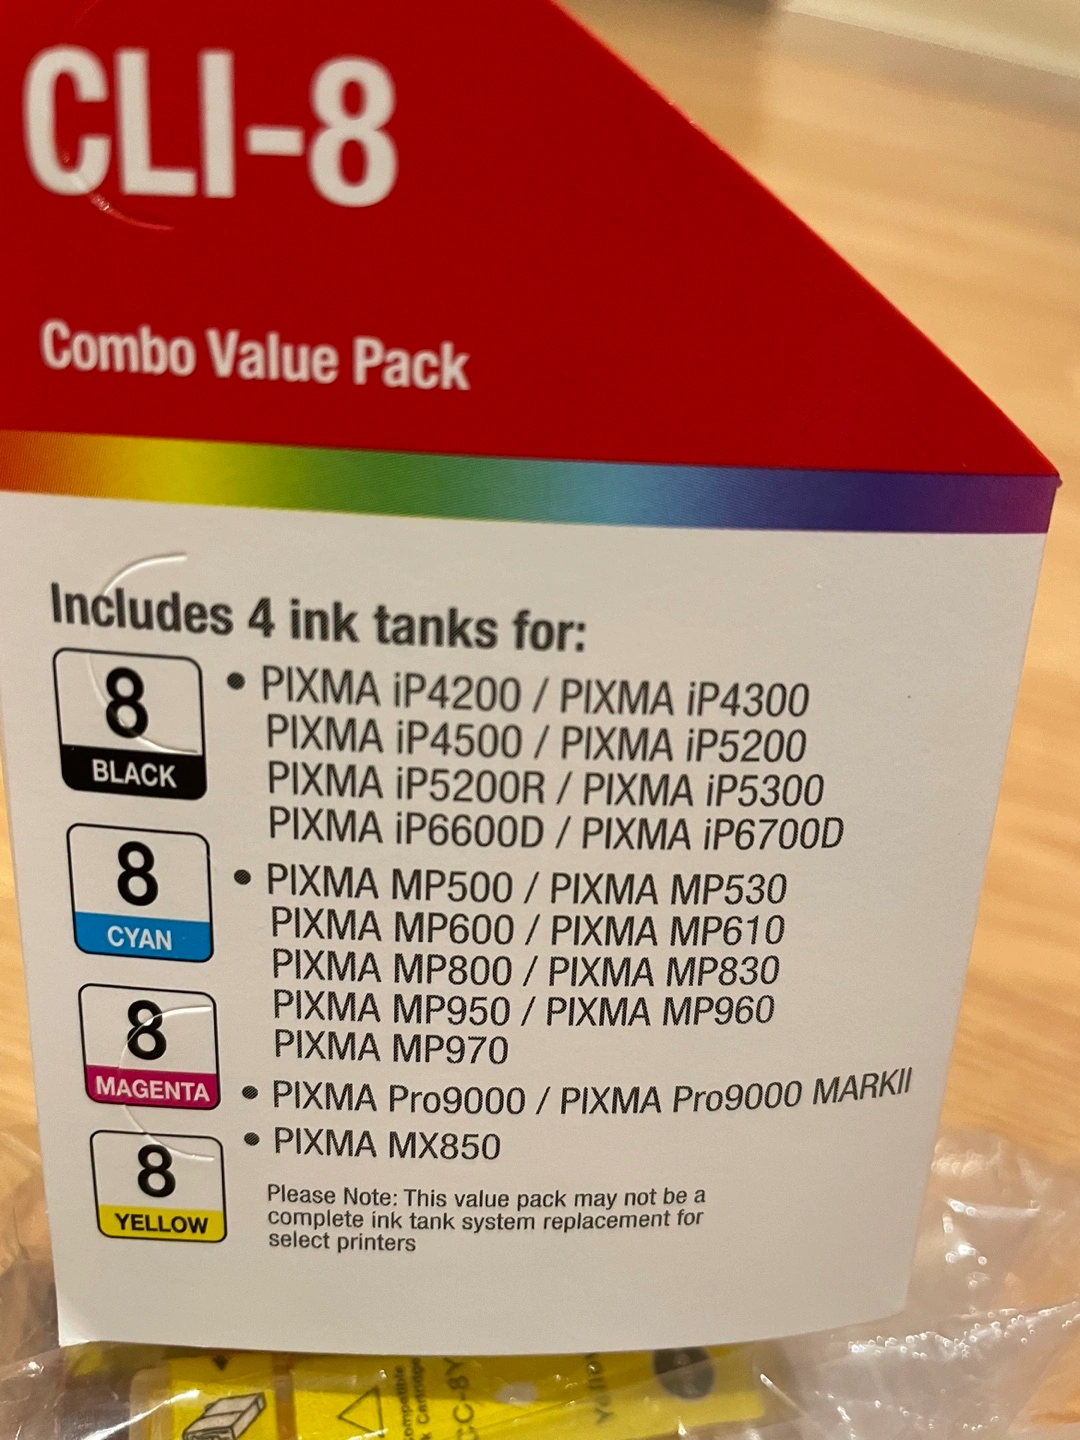 CLI-8
Combo Value Pack
Includes 4 ink tanks for:
8
BLACK
8
CYAN
8
MAGENTA
8
YELLOW
• PIXMA iP4200 / PIXMA iP4300
PIXMA iP4500 / PIXMA iP5200
PIXMA iP5200R / PIXMA iP5300
PIXMA iP6600D / PIXMA iP6700D
• PIXMA MP500 / PIXMA MP530
PIXMA MP600 / PIXMA MP610
PIXMA MP800 / PIXMA MP830
PIXMA MP950 / PIXMA MP960
PIXMA MP970
• PIXMA Pro9000 / PIXMA Pro9000 MARKII
• PIXMA MX850
Please Note: This value pack may not be a
complete ink tank system replacement for
select printers